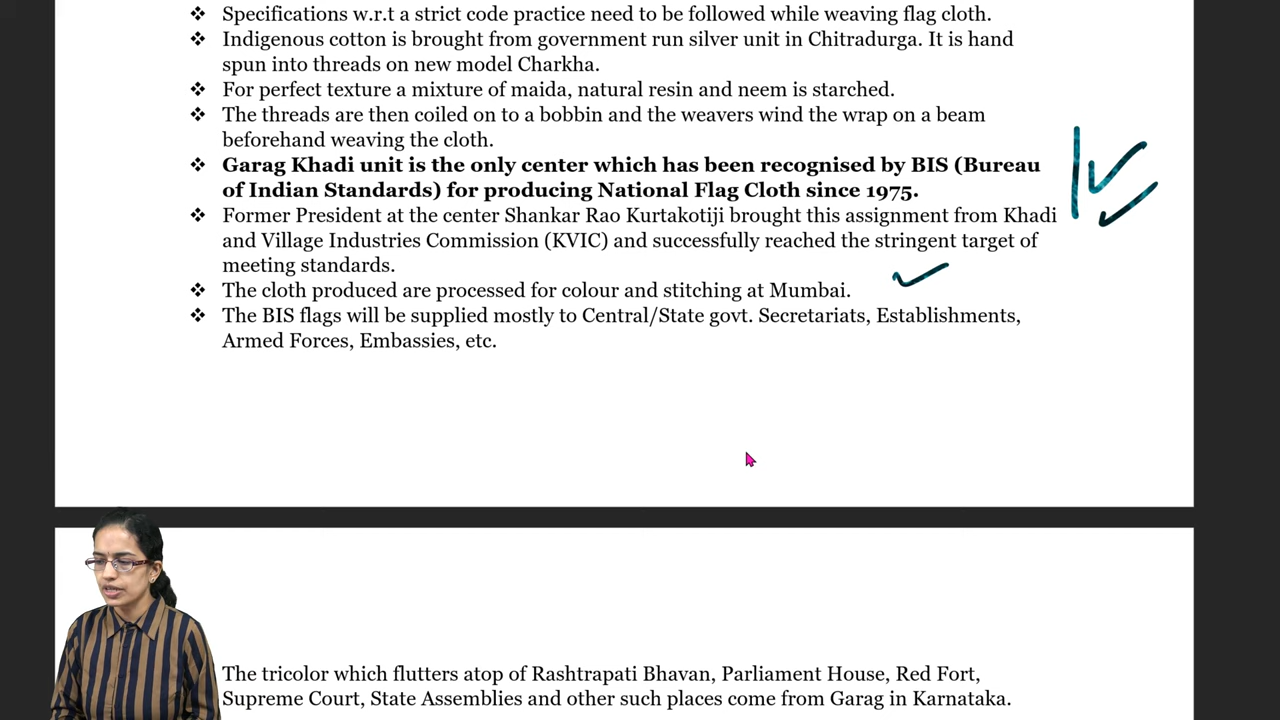 ❖ Specifications w.r.t a strict code practice need to be followed while weaving flag cloth.
❖ Indigenous cotton is brought from government run silver unit in Chitradurga. It is hand
spun into threads on new model Charkha.
❖ For perfect texture a mixture of maida, natural resin and neem is starched.
❖ The threads are then coiled on to a bobbin and the weavers wind the wrap on a beam
beforehand weaving the cloth.
❖ Garag Khadi unit is the only center which has been recognised by BIS (Bureau
of Indian Standards) for producing National Flag Cloth since 1975.
❖ Former President at the center Shankar Rao Kurtakotiji brought this assignment from Khadi
and Village Industries Commission (KVIC) and successfully reached the stringent target of
meeting standards.
❖ The cloth produced are processed for colour and stitching at Mumbai.
❖ The BIS flags will be supplied mostly to Central/State govt. Secretariats, Establishments,
Armed Forces, Embassies, etc.
The tricolor which flutters atop of Rashtrapati Bhavan, Parliament House, Red Fort,
Supreme Court, State Assemblies and other such places come from Garag in Karnataka.